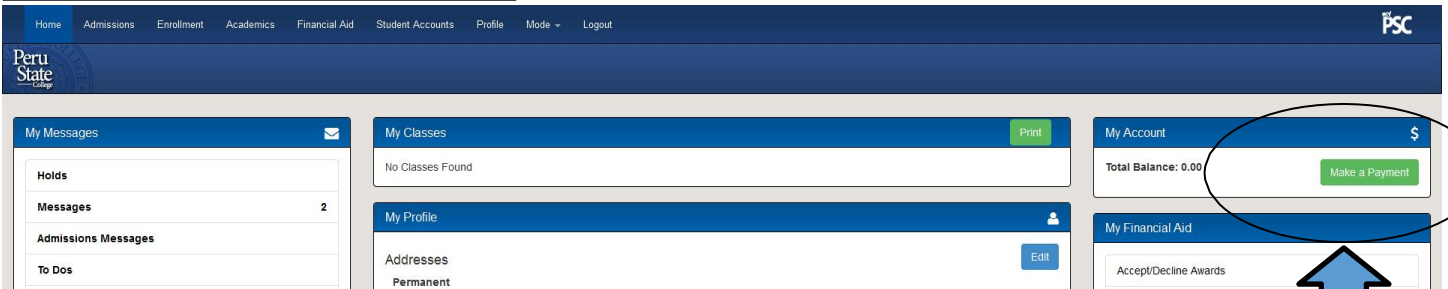 Home Admissions Enrollment Academics Financial Aid Student Accounts Profile Mode Logout
my PSC
Peru
State
College
My Messages
Holds
Messages 2
Admissions Messages
To Dos
My Classes Print
No Classes Found
My Profile
Addresses Edit
Permanent
My Account $
Total Balance: 0.00 Make a Payment
My Financial Aid
Accept/Decline Awards